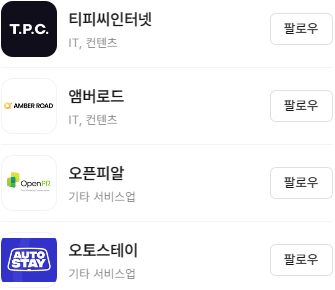 T.P.C.
티피씨인터넷
IT, 컨텐츠
팔로우
AMBER ROAD
앰버로드
IT, 컨텐츠
팔로우
OpenPR
오픈피알
기타 서비스업
팔로우
AUTO
STAY
오토스테이
기타 서비스업
팔로우